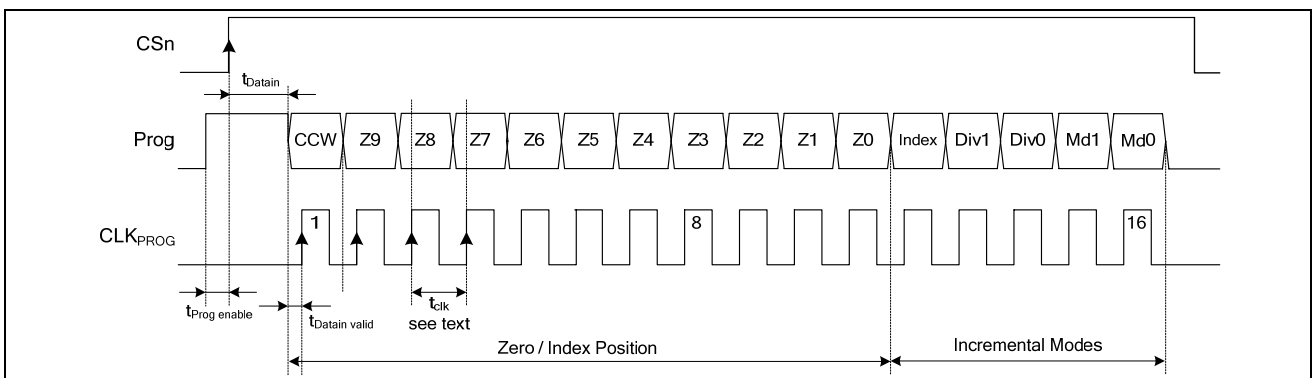 CSn
tDatain
Prog
CCW Z9 Z8 Z7 Z6 Z5 Z4 Z3 Z2 Z1 Z0 Index Div1 Div0 Md1 Md0
CLKPROG
1 8 16
tProg enable
tDatain valid
tclk
see text
Zero / Index Position
Incremental Modes